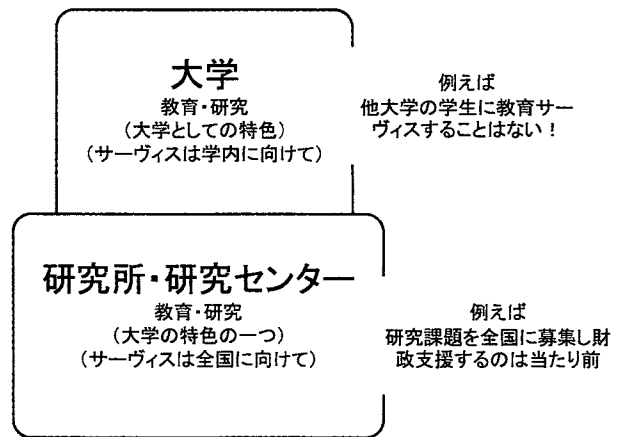 大学
教育・研究
（大学としての特色）
（サーヴィスは学内に向けて）
例えば
他大学の学生に教育サー
ヴィスすることはない！
研究所・研究センター
教育・研究
（大学の特色の一つ）
（サーヴィスは全国に向けて）
例えば
研究課題を全国に募集し財
政支援するのは当たり前